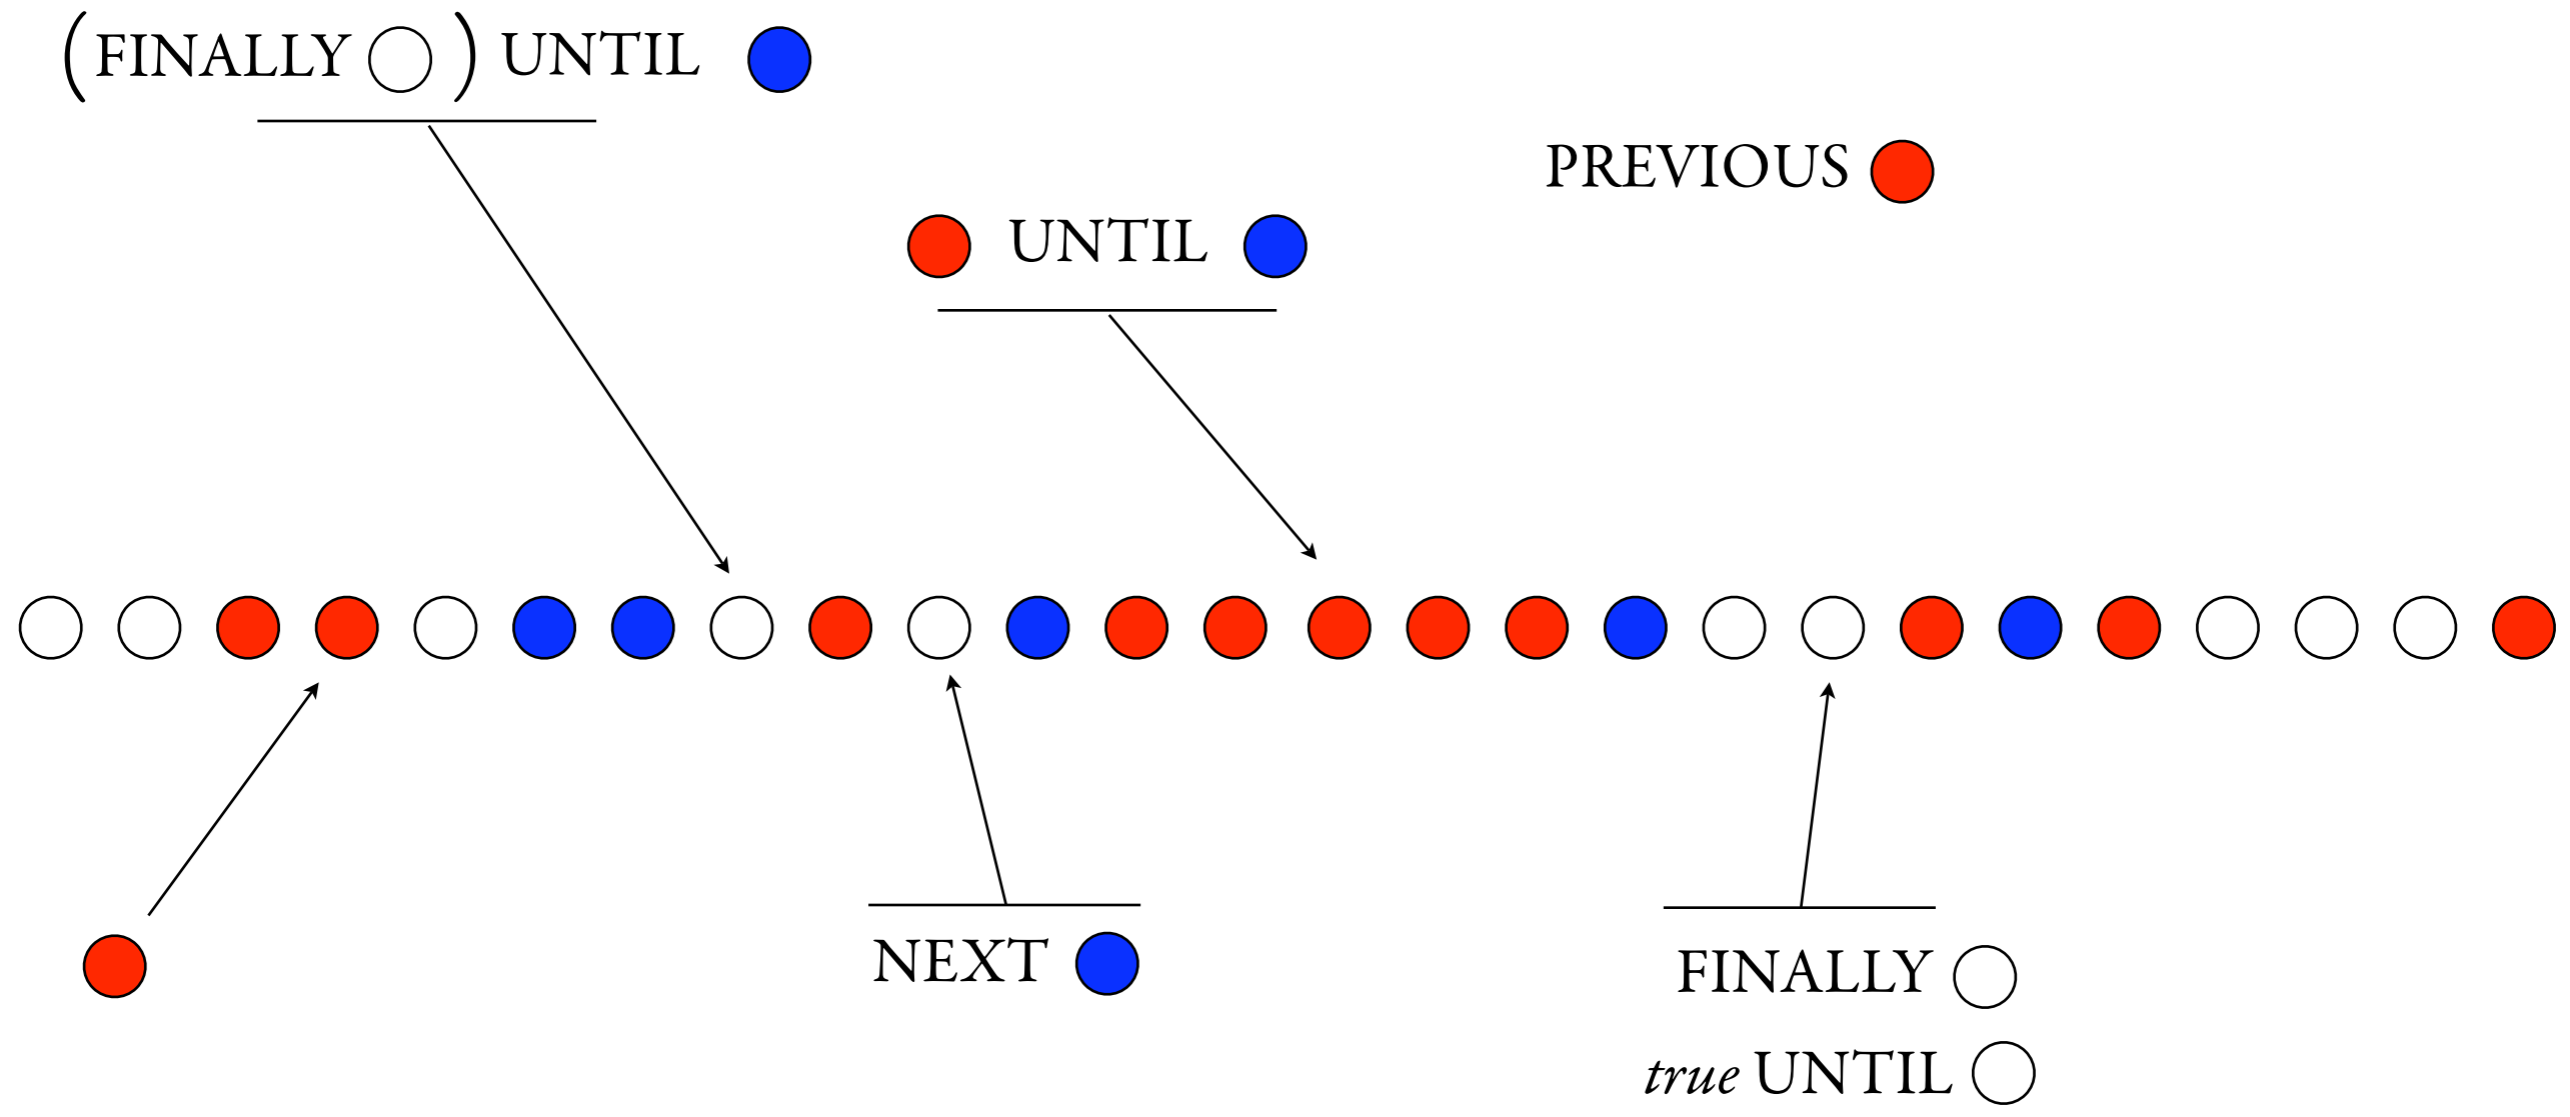 (FINALLY ) UNTIL
PREVIOUS
UNTIL
NEXT
FINALLY
true UNTIL